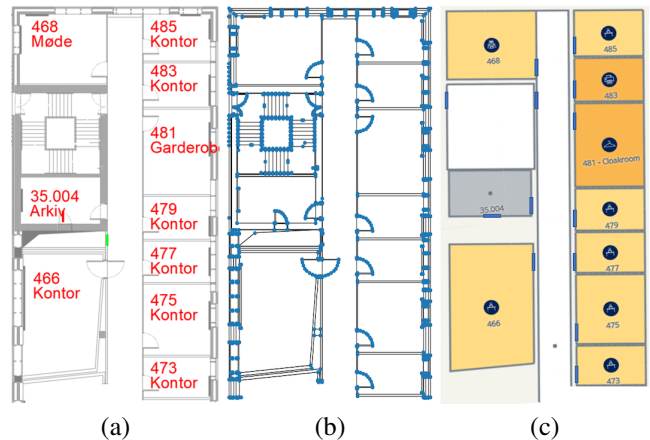 468
Møde
485
Kontor
483
Kontor
481
Garderobe
35.004
Arkiv
479
Kontor
477
Kontor
466
Kontor
475
Kontor
473
Kontor
468
485
483
481 - Cloakroom
35.004
479
477
466
475
473
(a)
(b)
(c)